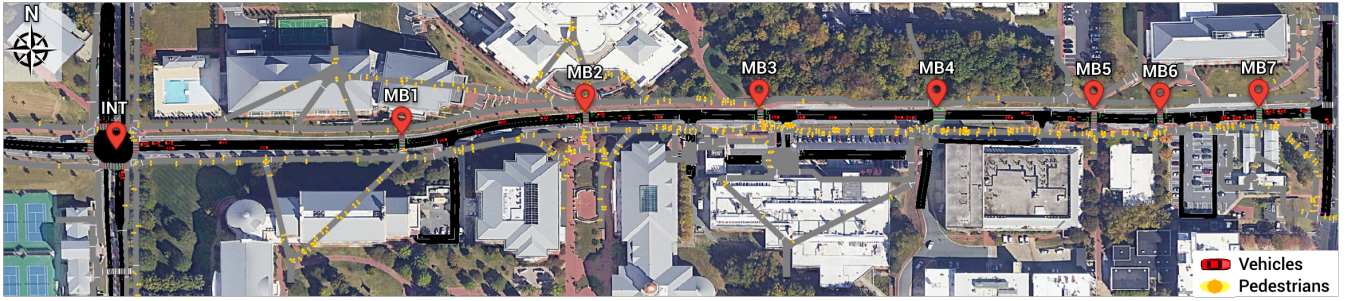 N
INT
MB1
MB2
MB3
MB4
MB5
MB6
MB7
Vehicles
Pedestrians